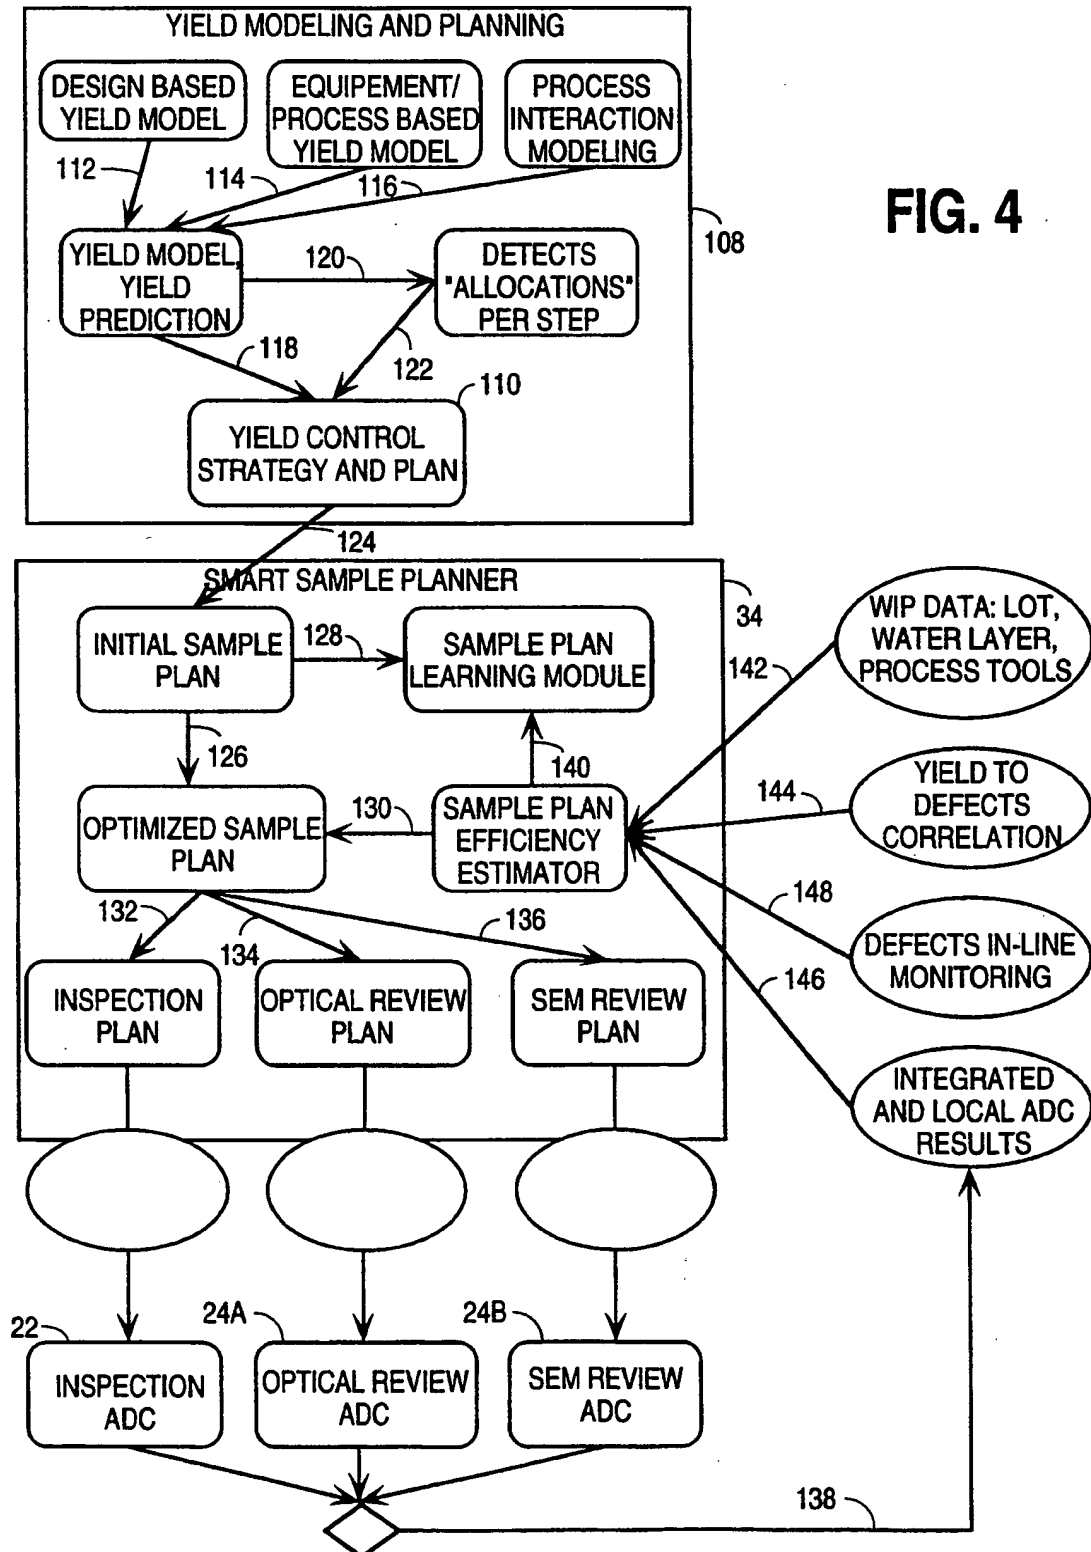 YIELD MODELING AND PLANNING
DESIGN BASED
YIELD MODEL
EQUIPEMENT/
PROCESS BASED
YIELD MODEL
PROCESS
INTERACTION
MODELING
112
114
116
108
FIG. 4
YIELD MODEL,
YIELD
PREDICTION
120
DETECTS
"ALLOCATIONS"
PER STEP
118
122
110
YIELD CONTROL
STRATEGY AND PLAN
124
SMART SAMPLE PLANNER
34
INITIAL SAMPLE
PLAN
128
SAMPLE PLAN
LEARNING MODULE
142
WIP DATA: LOT,
WATER LAYER,
PROCESS TOOLS
126
140
OPTIMIZED SAMPLE
PLAN
130
SAMPLE PLAN
EFFICIENCY
ESTIMATOR
144
YIELD TO
DEFECTS
CORRELATION
132
134
136
148
DEFECTS IN-LINE
MONITORING
146
INSPECTION
PLAN
OPTICAL REVIEW
PLAN
SEM REVIEW
PLAN
INTEGRATED
AND LOCAL ADC
RESULTS
22
24A
24B
INSPECTION
ADC
OPTICAL REVIEW
ADC
SEM REVIEW
ADC
138